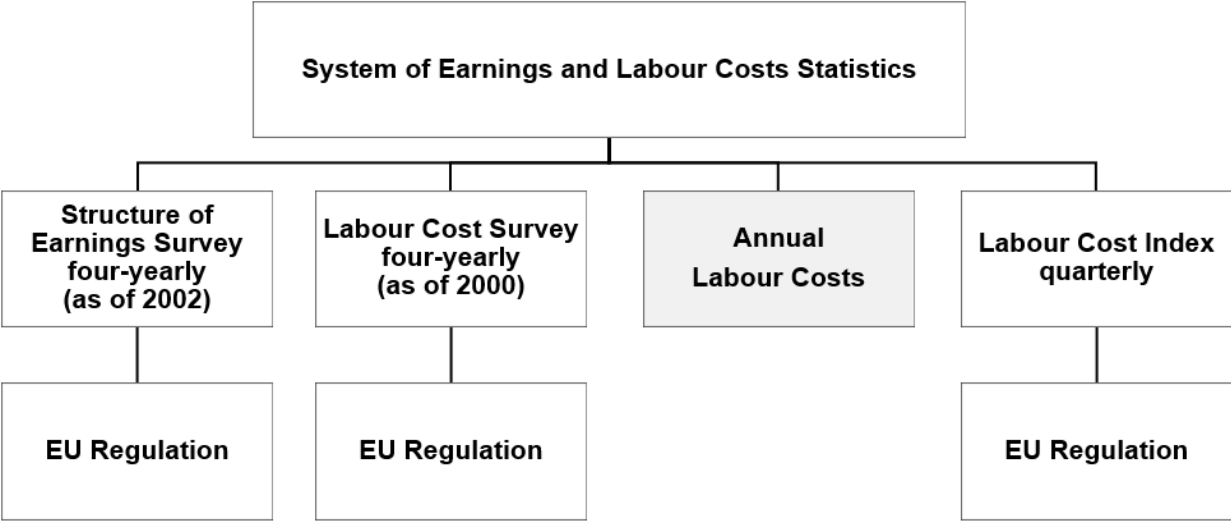 System of Earnings and Labour Costs Statistics
Structure of
Earnings Survey
four-yearly
(as of 2002)
Labour Cost Survey
four-yearly
(as of 2000)
Annual
Labour Costs
Labour Cost Index
quarterly
EU Regulation
EU Regulation
EU Regulation